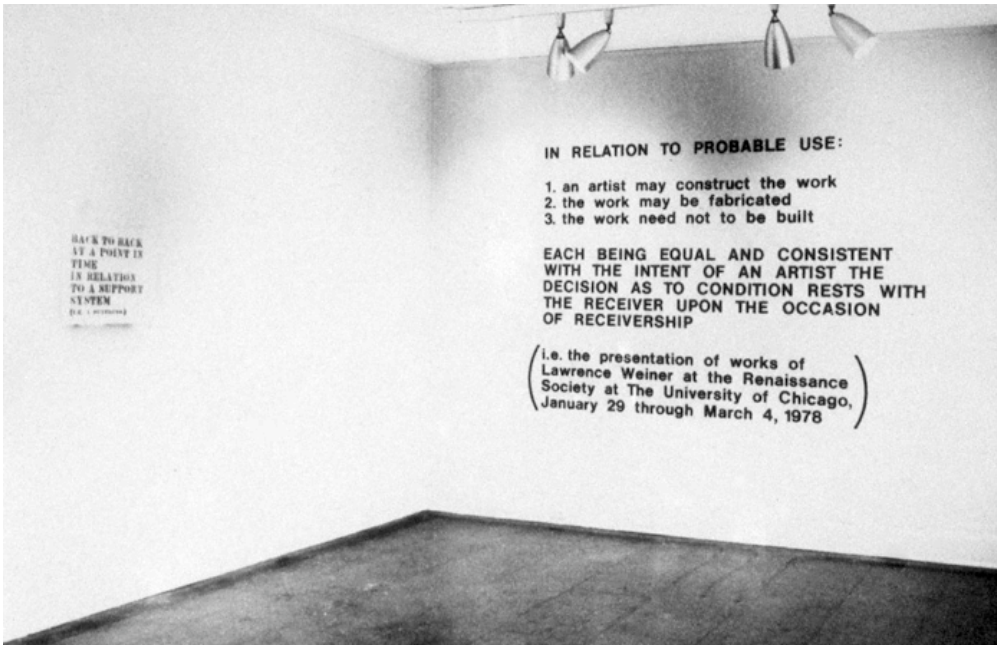 BACK TO BACK
AT A POINT IN
TIME
IN RELATION
TO A SUPPORT
SYSTEM
IN RELATION TO PROBABLE USE:
1. an artist may construct the work
2. the work may be fabricated
3. the work need not to be built
EACH BEING EQUAL AND CONSISTENT
WITH THE INTENT OF AN ARTIST THE
DECISION AS TO CONDITION RESTS WITH
THE RECEIVER UPON THE OCCASION
OF RECEIVERSHIP
(i.e. the presentation of works of
Lawrence Weiner at the Renaissance
Society at The University of Chicago,
January 29 through March 4, 1978)